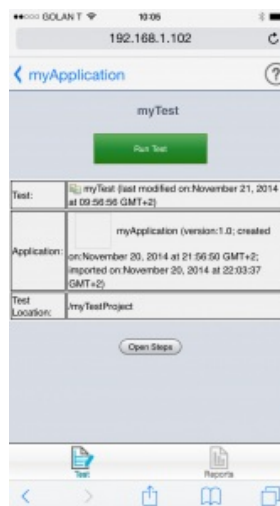 GOLAN T 10:05
192.168.1.102
myApplication ?
myTest
Run Test
Test: myTest (last modified on:November 21, 2014
at 09:56:56 GMT+2)
Application: myApplication (version:1.0; created
on:November 20, 2014 at 21:56:50 GMT+2;
imported on:November 20, 2014 at 22:03:37
GMT+2)
Test
Location: /myTestProject
Open Steps
Test Reports